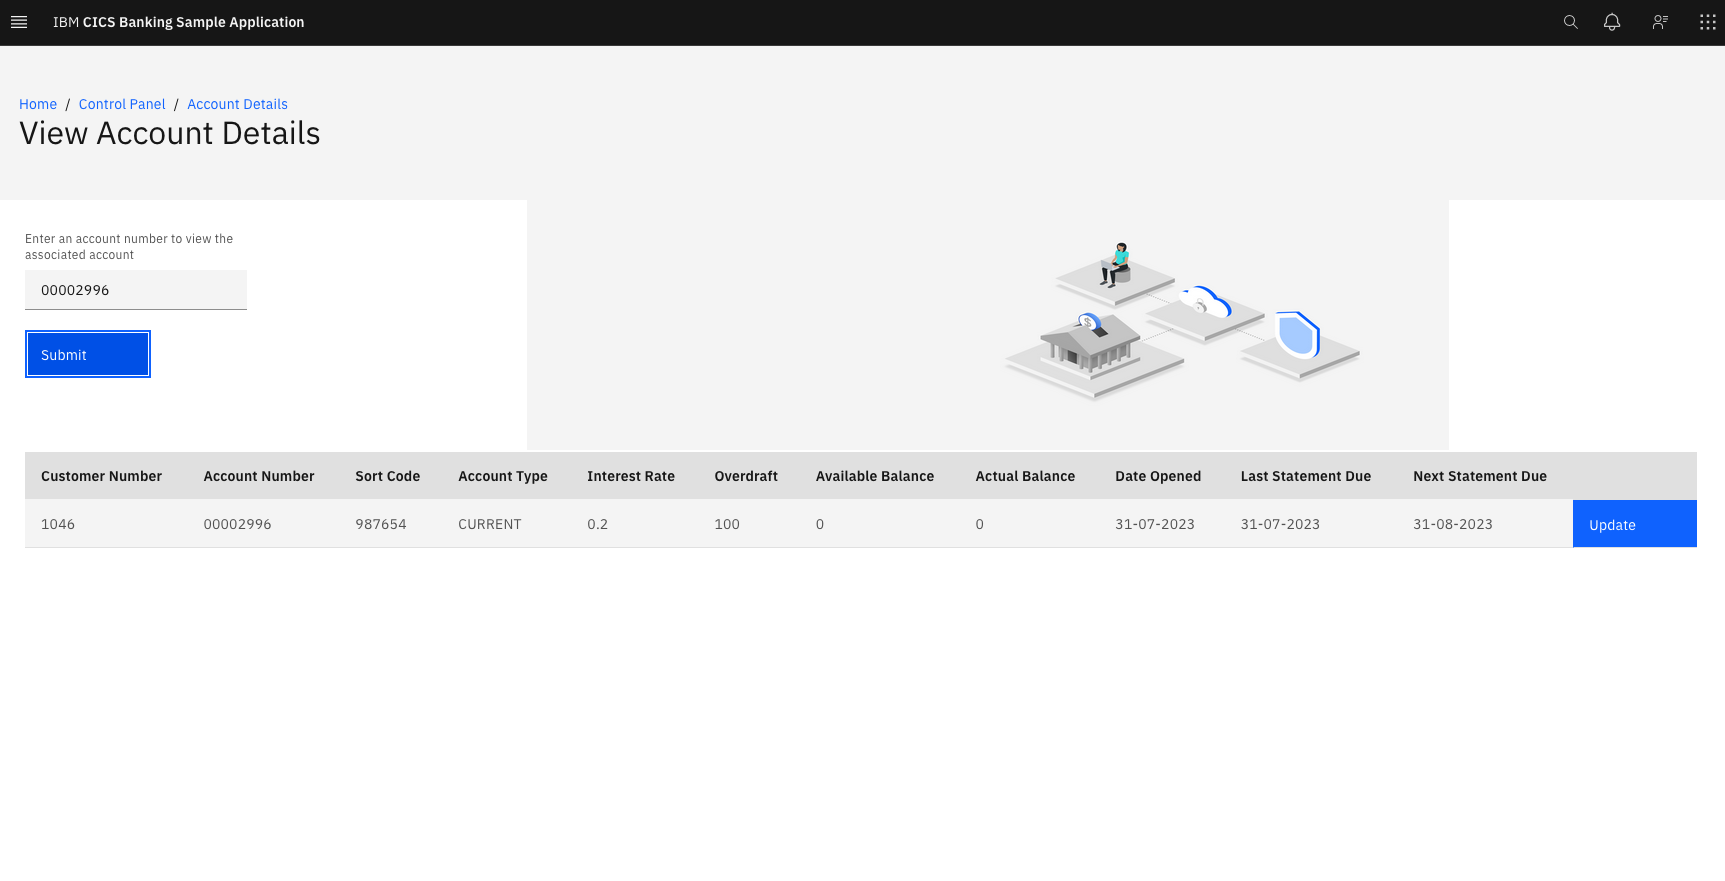 IBM CICS Banking Sample Application
Home / Control Panel / Account Details
View Account Details
Enter an account number to view the
associated account
00002996
Submit
$
Customer Number Account Number Sort Code Account Type Interest Rate Overdraft Available Balance Actual Balance Date Opened Last Statement Due Next Statement Due
1046 00002996 987654 CURRENT 0.2 100 0 0 31-07-2023 31-07-2023 31-08-2023 Update